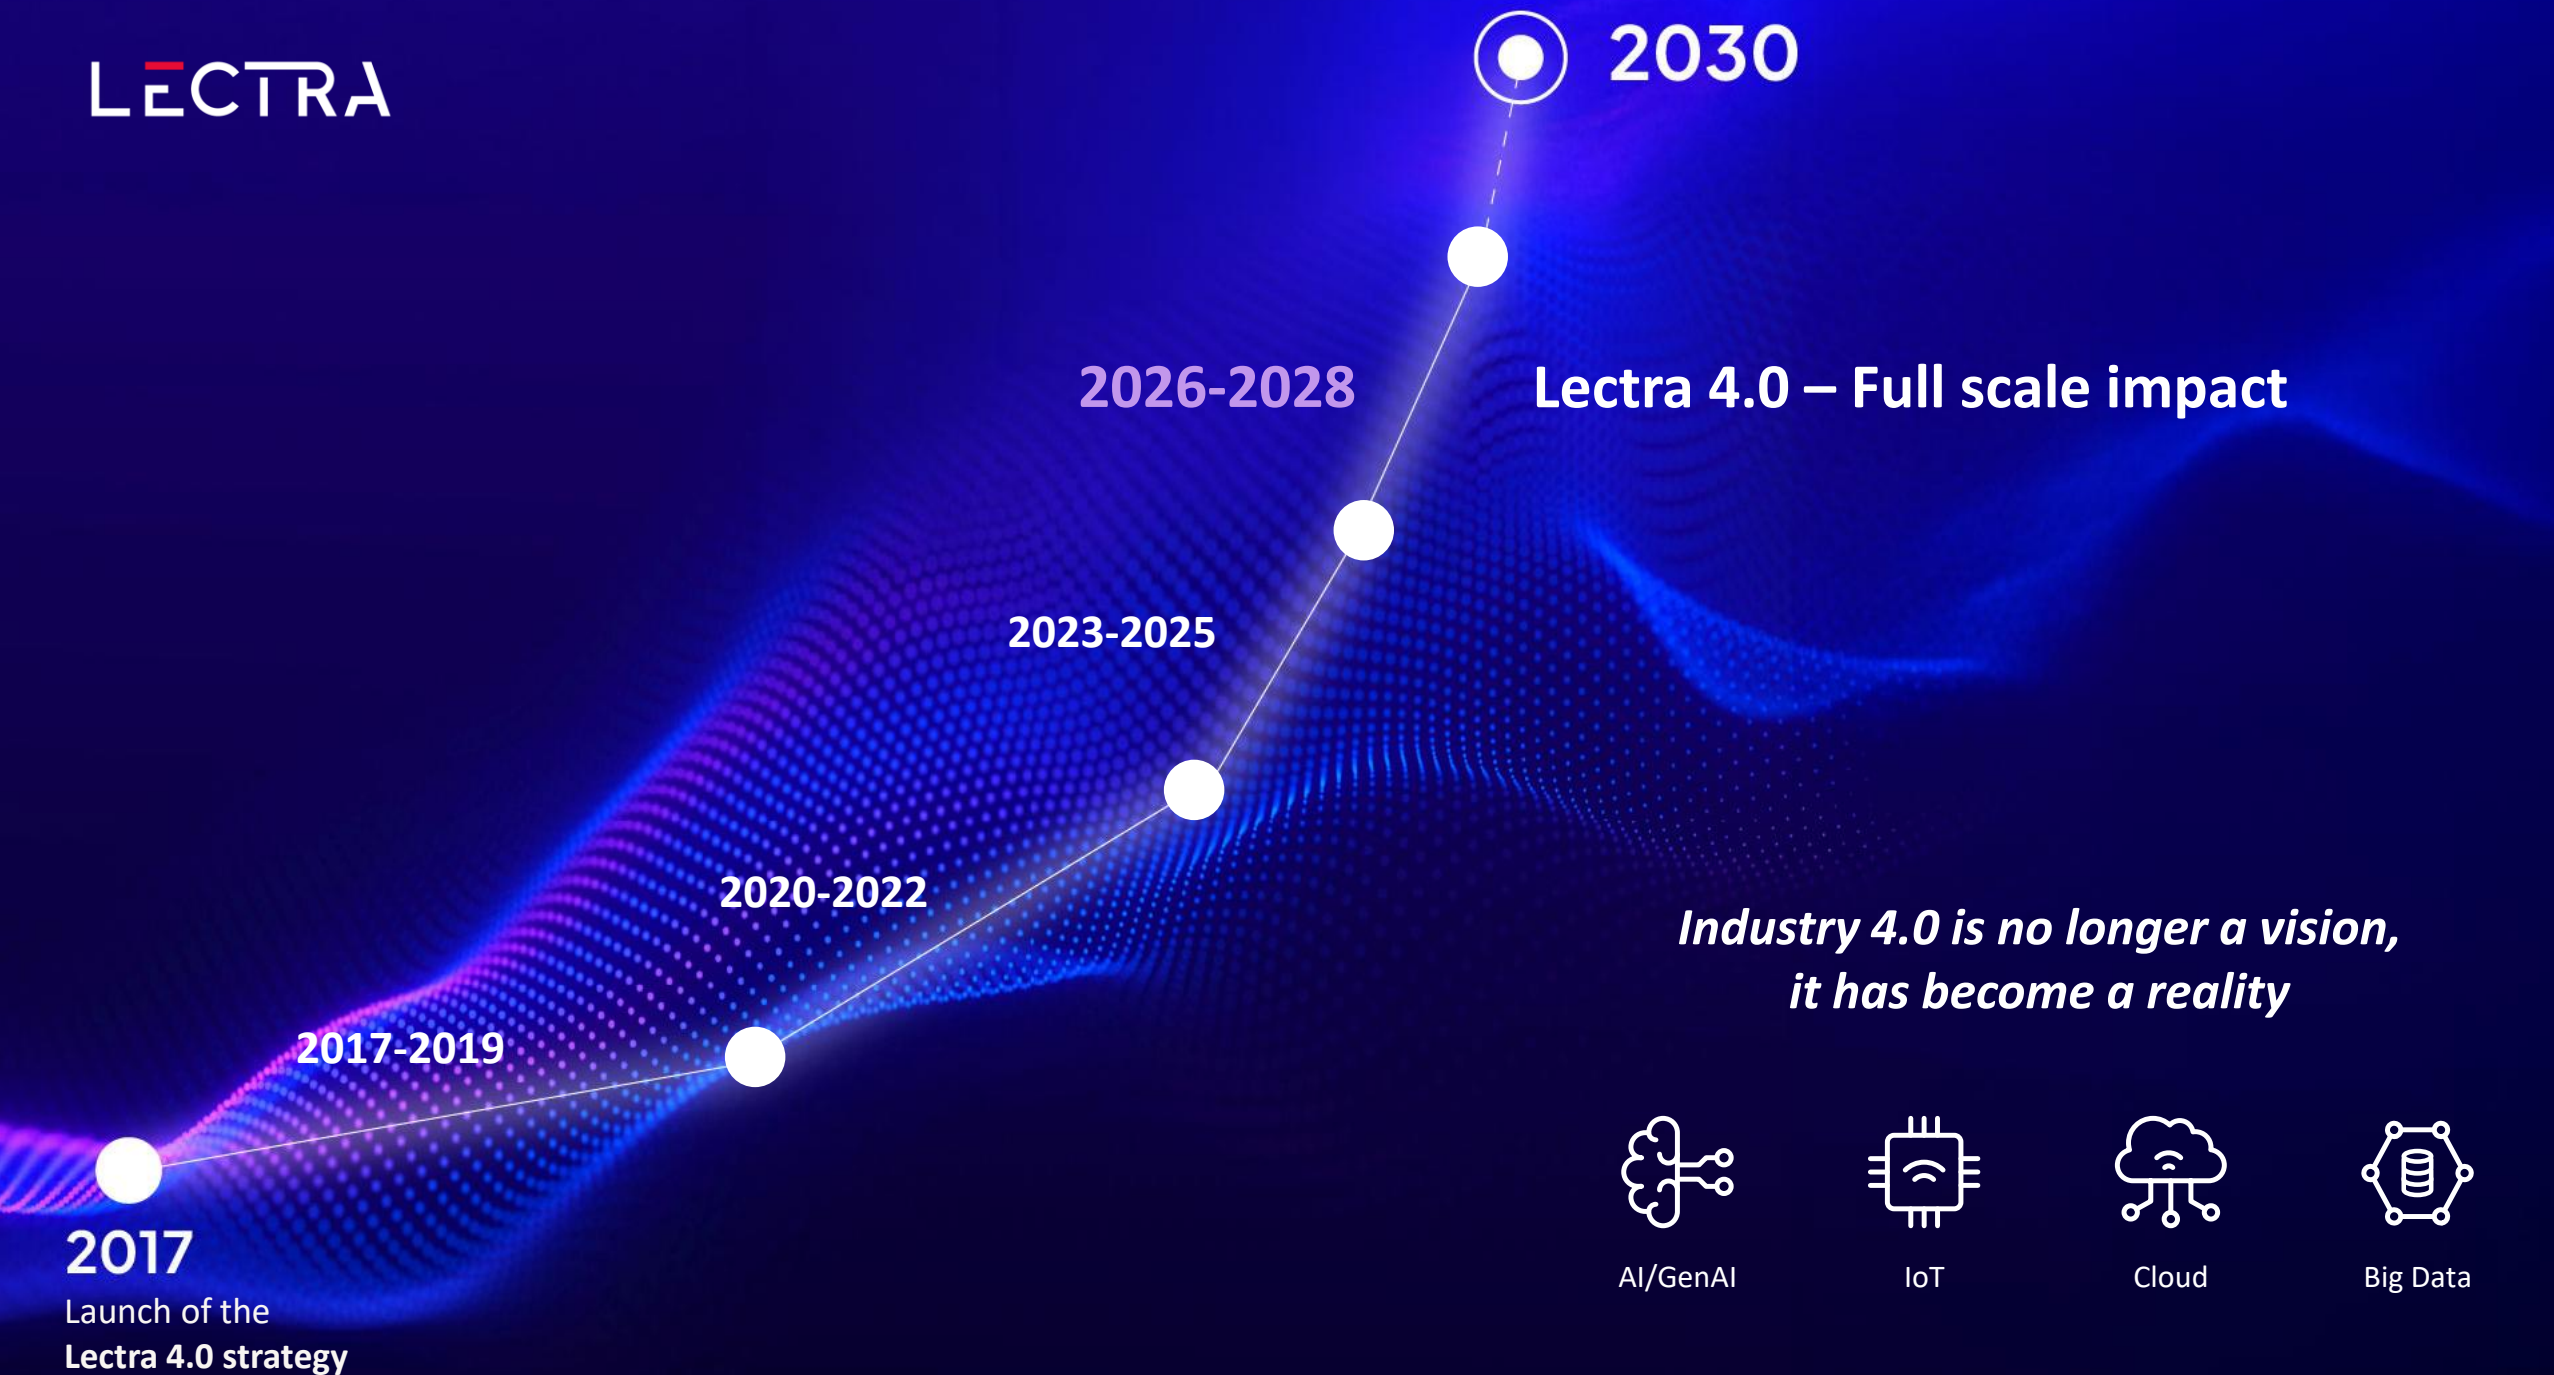 LECTRA
2030
2026-2028
Lectra 4.0 – Full scale impact
2023-2025
2020-2022
Industry 4.0 is no longer a vision,
it has become a reality
2017-2019
2017
Launch of the
Lectra 4.0 strategy
AI/GenAI
IoT
Cloud
Big Data